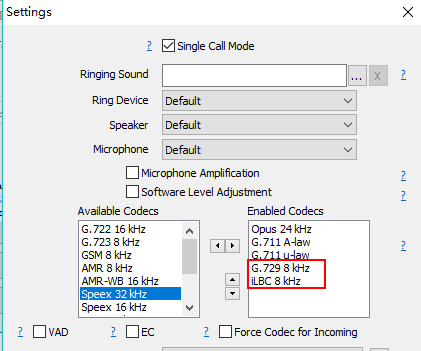 Settings
? Single Call Mode
Ringing Sound ... X ?
Ring Device Default
Speaker Default
Microphone Default
Microphone Amplification ?
Software Level Adjustment ?
Available Codecs Enabled Codecs
G.722 16 kHz
G.723 8 kHz
GSM 8 kHz
AMR 8 kHz
AMR-WB 16 kHz
Speex 32 kHz
Speex 16 kHz
Opus 24 kHz
G.711 A-law
G.711 u-law
G.729 8 kHz
iLBC 8 kHz
?
? VAD ? EC ? Force Codec for Incoming